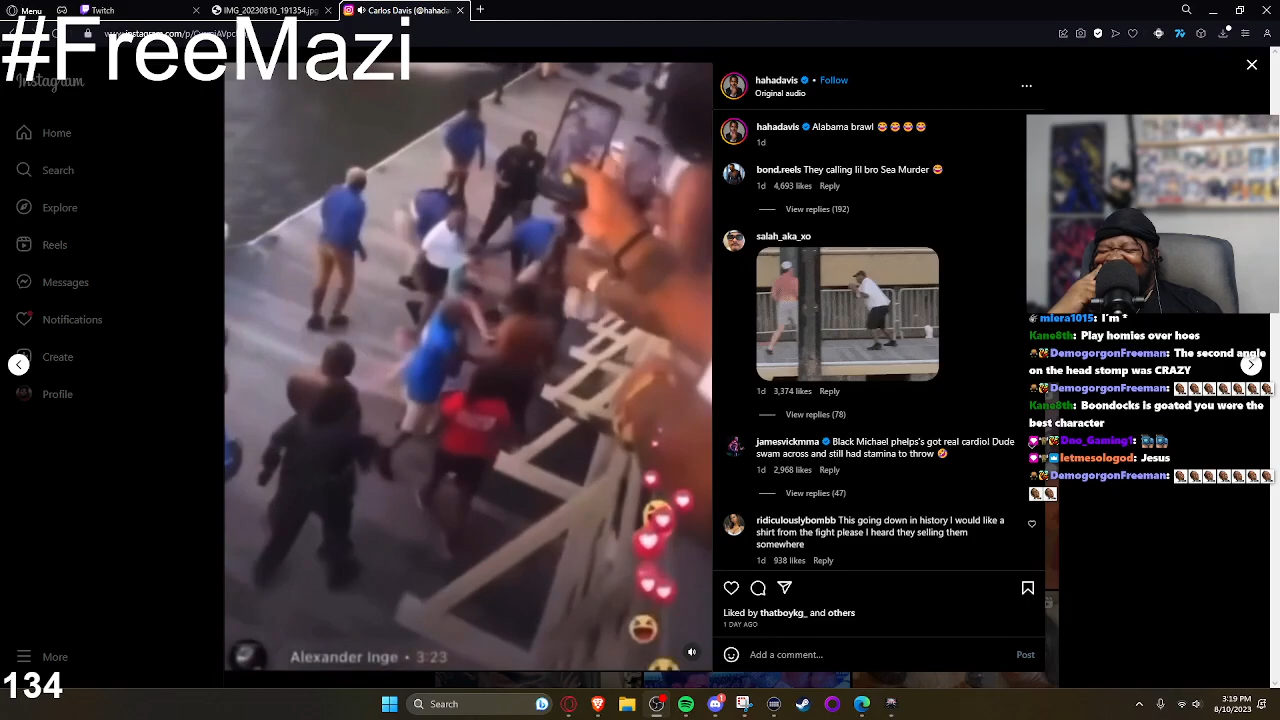 Menu
Twitch
IMG_20230810_191354.jpg
Carlos Davis (@hahada
#FreeMazi
Instagram
Home
Search
Explore
Reels
Messages
Notifications
Create
Profile
More
134
Alexander Inge • 3:23
hahadavis • Follow
Original audio
hahadavis Alabama brawl
1d
bond.reels They calling lil bro Sea Murder
1d 4,693 likes Reply
View replies (192)
salah_aka_xo
1d 3,374 likes Reply
View replies (78)
jamesvickmma Black Michael phelps's got real cardiol Dude
swam across and still had stamina to throw
1d 2,968 likes Reply
View replies (47)
ridiculouslybombb This going down in history I would like a
shirt from the fight please I heard they selling them
somewhere
1d 938 likes Reply
Liked by thatboykg_ and others
1 DAY AGO
Add a comment...
Post
miera1015: I'm
Kane8th: Play homies over hoes
DemogorgonFreeman: The second angle
on the head stomp was CRAZY
DemogorgonFreeman:
Kane8th: Boondocks is goated you were the
best character
Dno_Gaming1:
letmesologod: Jesus
DemogorgonFreeman:
Search
3:19 PM
8/10/2023